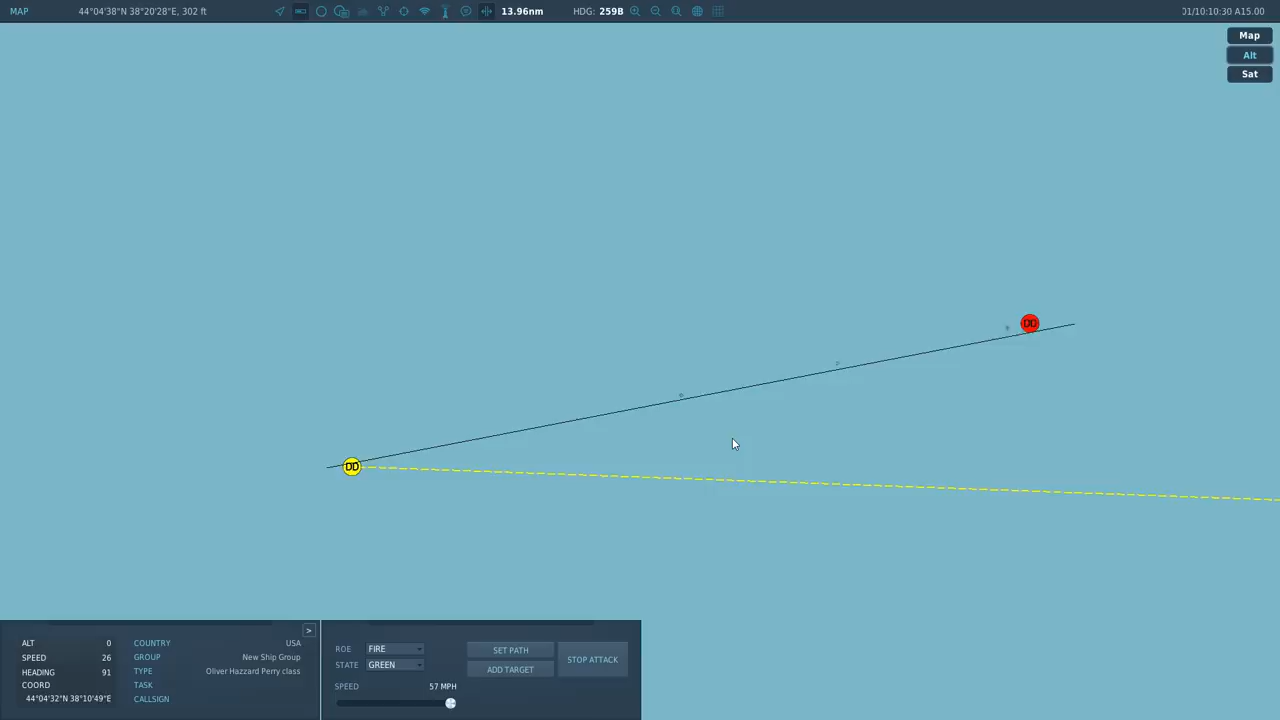 MAP 44°04'38"N 38°20'28"E, 302 ft 13.96nm HDG: 259B 01/10:10:30 A15.00
Map
Alt
Sat
DD
DD
>
ALT 0
SPEED 26
HEADING 91
COORD
44°04'32"N 38°10'49"E
COUNTRY USA
GROUP New Ship Group
TYPE Oliver Hazzard Perry class
TASK
CALLSIGN
ROE FIRE
STATE GREEN
SPEED 57 MPH
SET PATH
ADD TARGET
STOP ATTACK